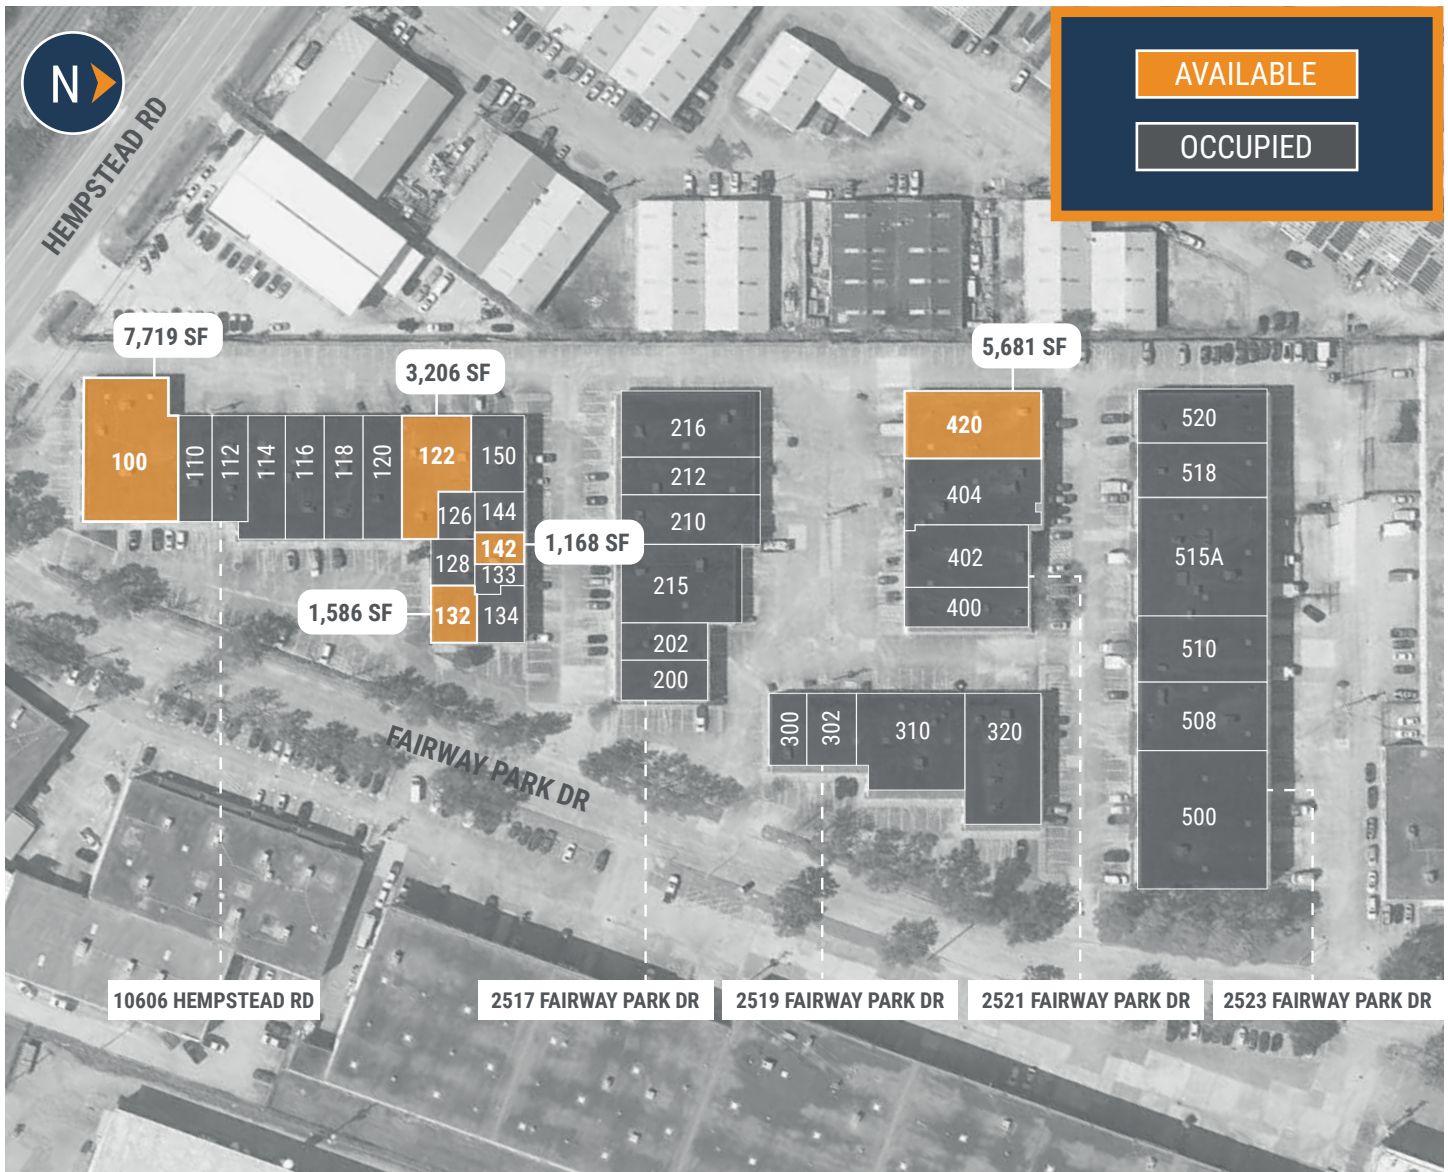 N
HEMPSTEAD RD
AVAILABLE
OCCUPIED
7,719 SF
3,206 SF
5,681 SF
100
110
112
114
116
118
120
122
150
126
144
142
1,168 SF
128
133
1,586 SF
132
134
216
212
210
215
202
200
420
404
402
400
300
302
310
320
520
518
515A
510
508
500
FAIRWAY PARK DR
10606 HEMPSTEAD RD
2517 FAIRWAY PARK DR
2519 FAIRWAY PARK DR
2521 FAIRWAY PARK DR
2523 FAIRWAY PARK DR